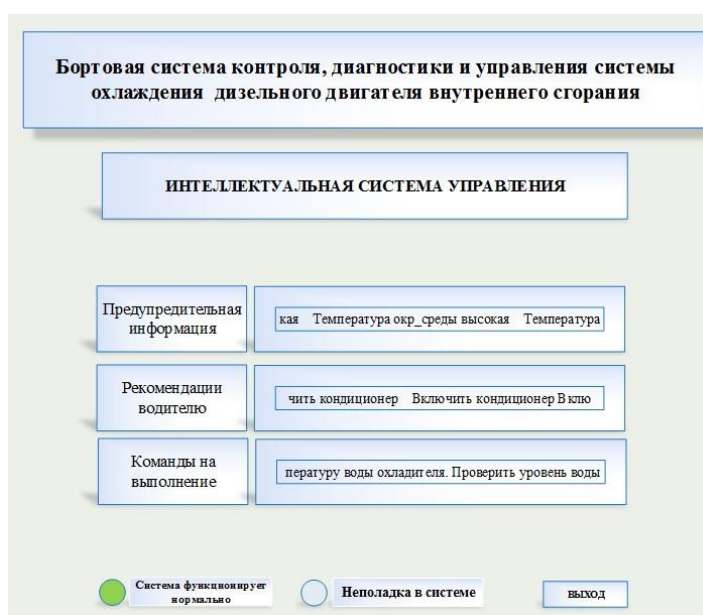 Бортовая система контроля, диагностики и управления системы
охлаждения дизельного двигателя внутреннего сгорания
ИНТЕЛЛЕКТУАЛЬНАЯ СИСТЕМА УПРАВЛЕНИЯ
Предупредительная
информация
кая Температура окр_среды высокая Температура
Рекомендации
водителю
чить кондиционер Включить кондиционер Вклю
Команды на
выполнение
пературу воды охладителя. Проверить уровень воды
Система функционирует
нормально
Неполадка в системе
ВЫХОД